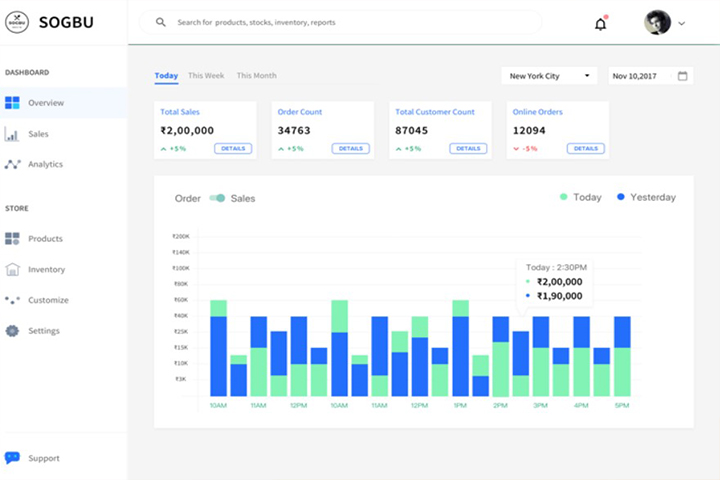 SOGBU
SOGBU
Search for products, stocks, inventory, reports
DASHBOARD
Overview
Sales
Analytics
STORE
Products
Inventory
Customize
Settings
Support
Today This Week This Month
New York City
Nov 10,2017
Total Sales
₹2,00,000
+5% DETAILS
Order Count
34763
+5% DETAILS
Total Customer Count
87045
+5% DETAILS
Online Orders
12094
-5% DETAILS
Order Sales
Today Yesterday
₹200K
₹140K
₹100K
₹80K
₹60K
₹40K
₹25K
₹15K
₹10K
₹3K
Today : 2:30PM
₹2,00,000
₹1,90,000
10AM 11AM 12PM 10AM 11AM 12PM 1PM 2PM 3PM 4PM 5PM